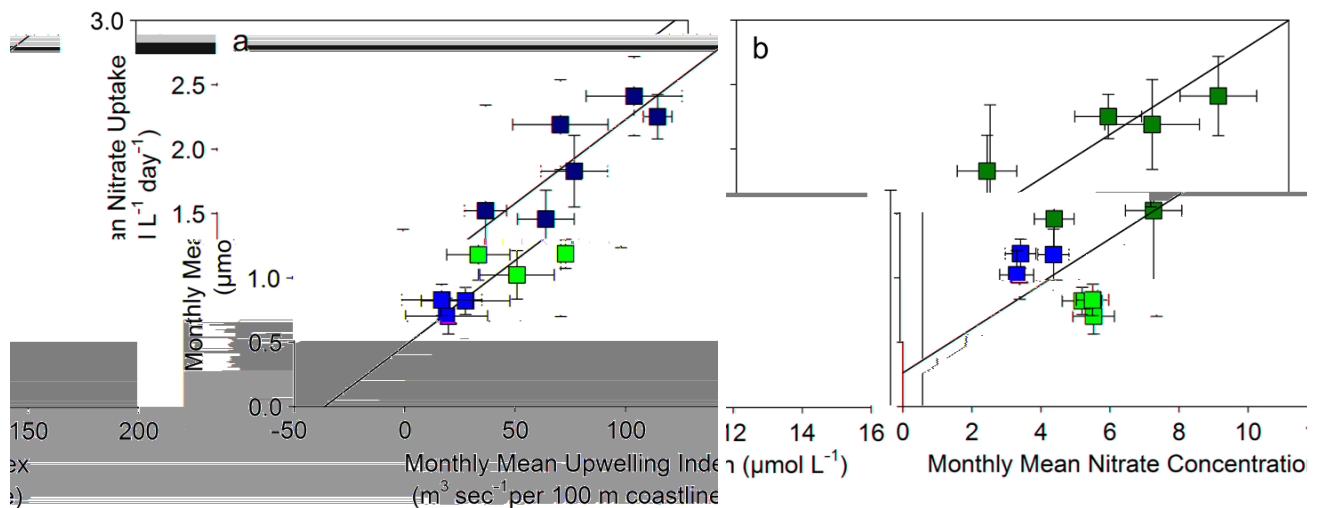 3.0
a
2.5
2.0
1.5
1.0
0.5
0.0
an Nitrate Uptake
l L⁻¹ day⁻¹)
Monthly Mea
(µmo
150
200
-50
0
50
100
ex
Monthly Mean Upwelling Inde
e)
(m³ sec⁻¹per 100 m coastline
b
12
14
16
0
2
4
6
8
10
n (µmol L⁻¹)
Monthly Mean Nitrate Concentratio